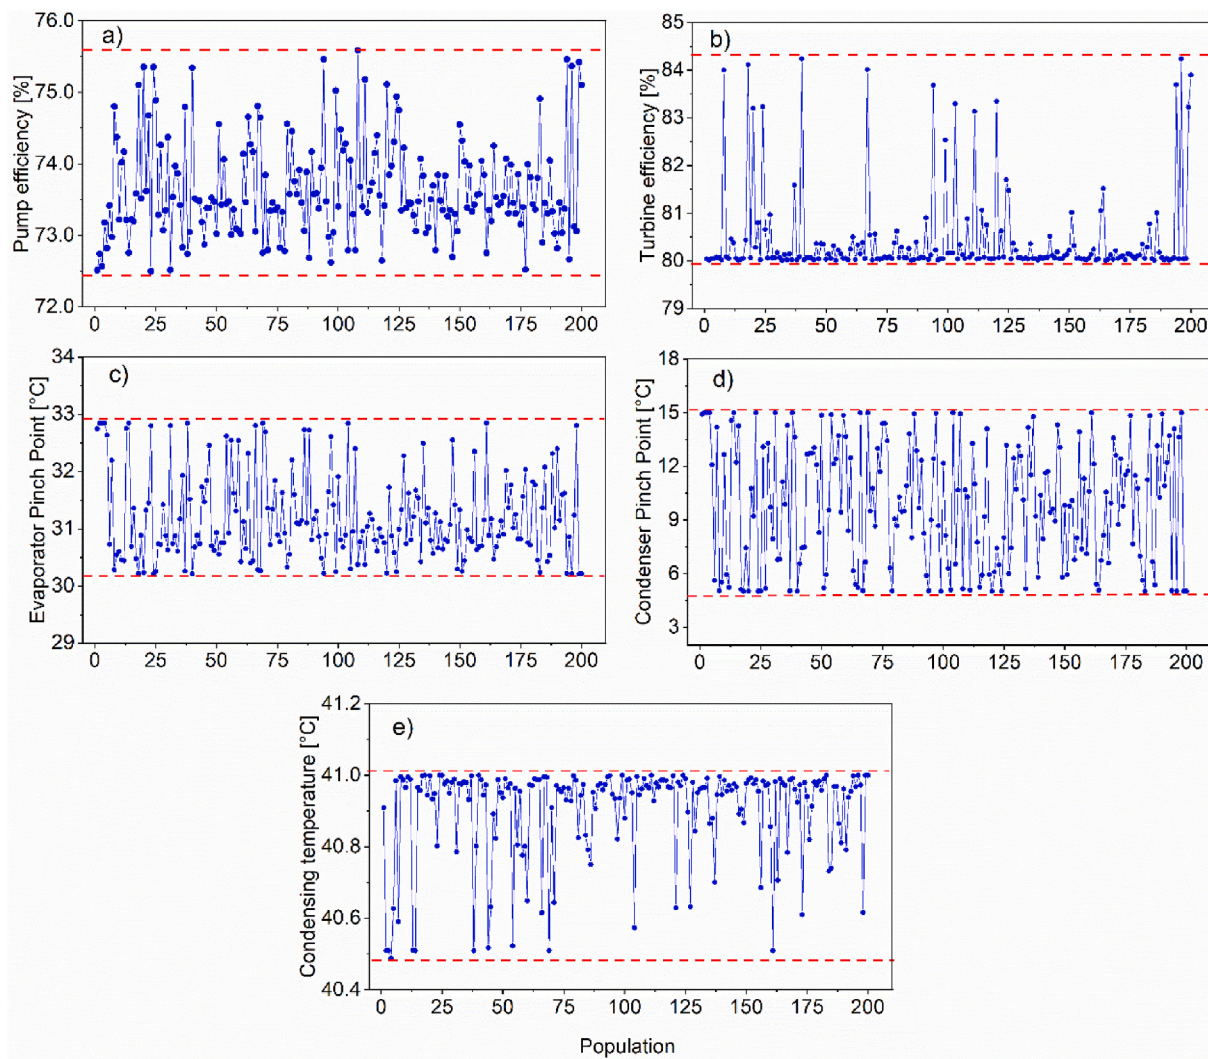 a)
Pump efficiency [%]
76.0
75.0
74.0
73.0
72.0
0 25 50 75 100 125 150 175 200
b)
Turbine efficiency [%]
85
84
83
82
81
80
79
0 25 50 75 100 125 150 175 200
c)
Evaporator Pinch Point [°C]
34
33
32
31
30
29
0 25 50 75 100 125 150 175 200
d)
Condenser Pinch Point [°C]
18
15
12
9
6
3
0 25 50 75 100 125 150 175 200
e)
Condensing temperature [°C]
41.2
41.0
40.8
40.6
40.4
0 25 50 75 100 125 150 175 200
Population